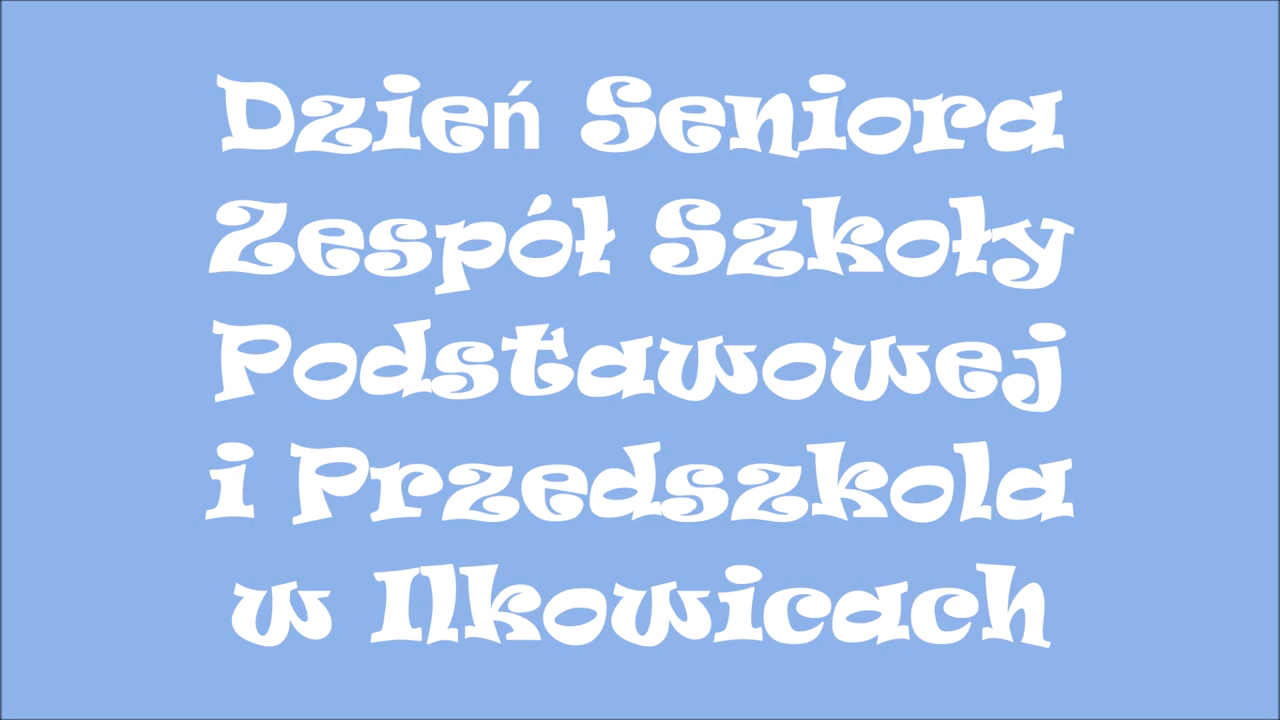 Dzień Seniora
Zespół Szkoły
Podstawowej
i Przedszkola
w Ilkowicach